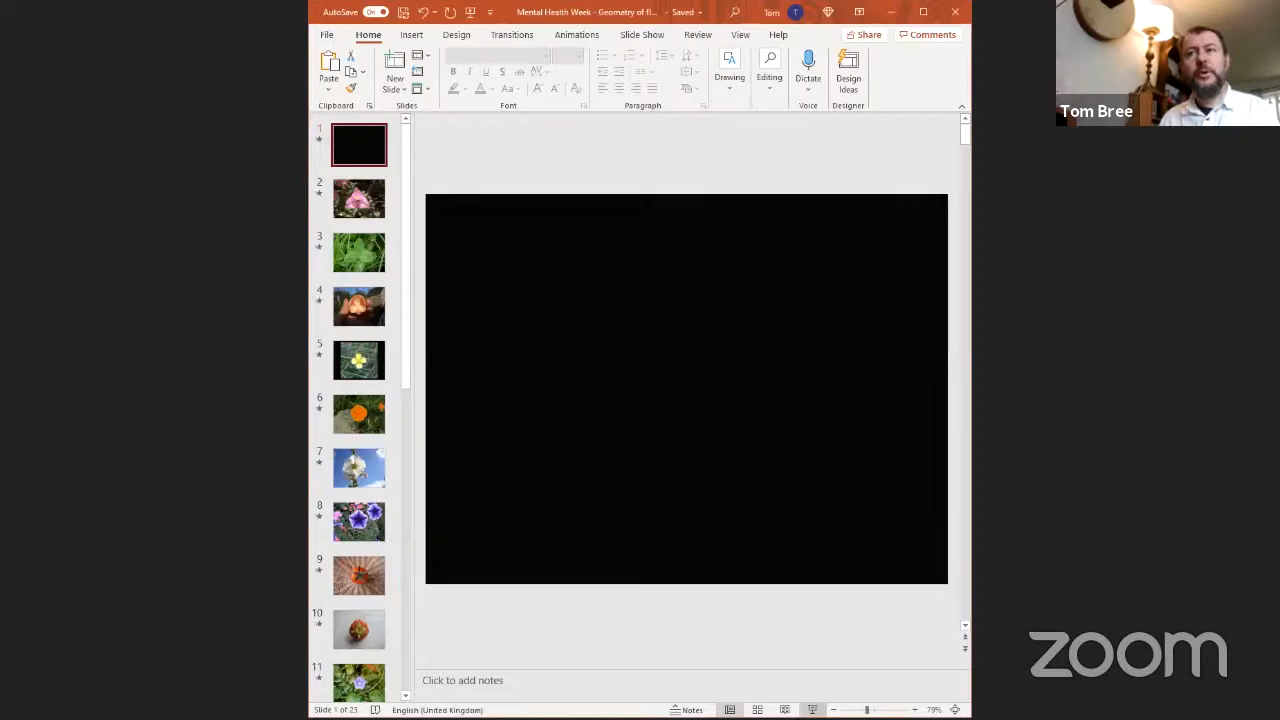 AutoSave On Mental Health Week - Geometry of fl... - Saved Tom T
File Home Insert Design Transitions Animations Slide Show Review View Help Share Comments
Paste New Slide B I U S ab AV Aa A A Drawing Editing Dictate Design Ideas
Clipboard Slides Font Paragraph Voice Designer
1
2
3
4
5
6
7
8
9
10
11
Click to add notes
Slide 1 of 23 English (United Kingdom) Notes 79%
Tom Bree
zoom